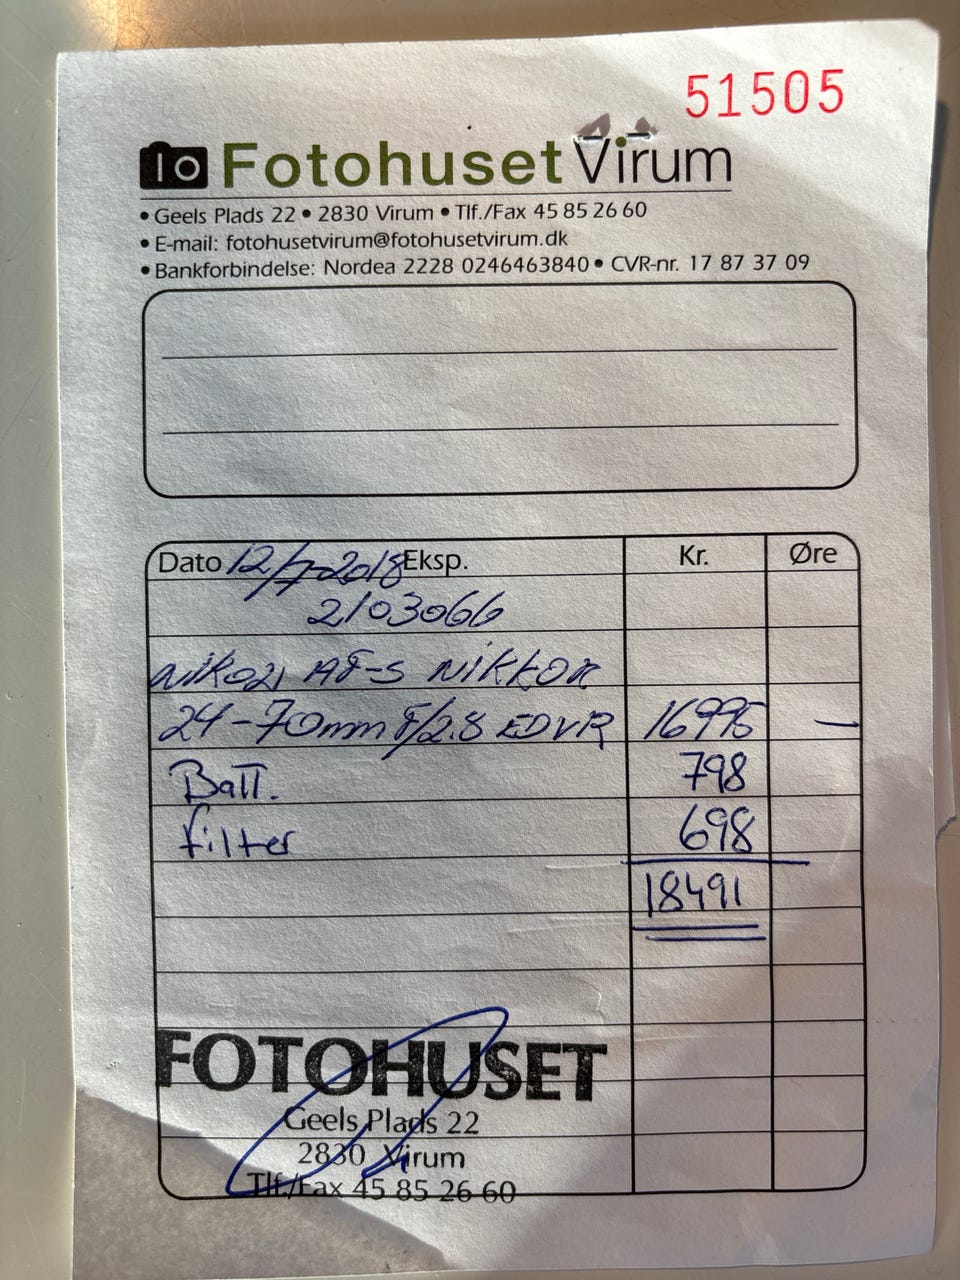 51505
Fotohuset Virum
• Geels Plads 22 • 2830 Virum • Tlf./Fax 45 85 26 60
• E-mail: fotohusetvirum@fotohusetvirum.dk
• Bankforbindelse: Nordea 2228 0246463840 • CVR-nr. 17 87 37 09
Dato 12/7-2018 Eksp. Kr. Øre
2103066
Nikon AF-S NIKKOR
24-70mm F/2.8 EDVR 16995 —
Batt. 798
filter 698
18491
FOTOHUSET
Geels Plads 22
2830 Virum
Tlf./Fax 45 85 26 60